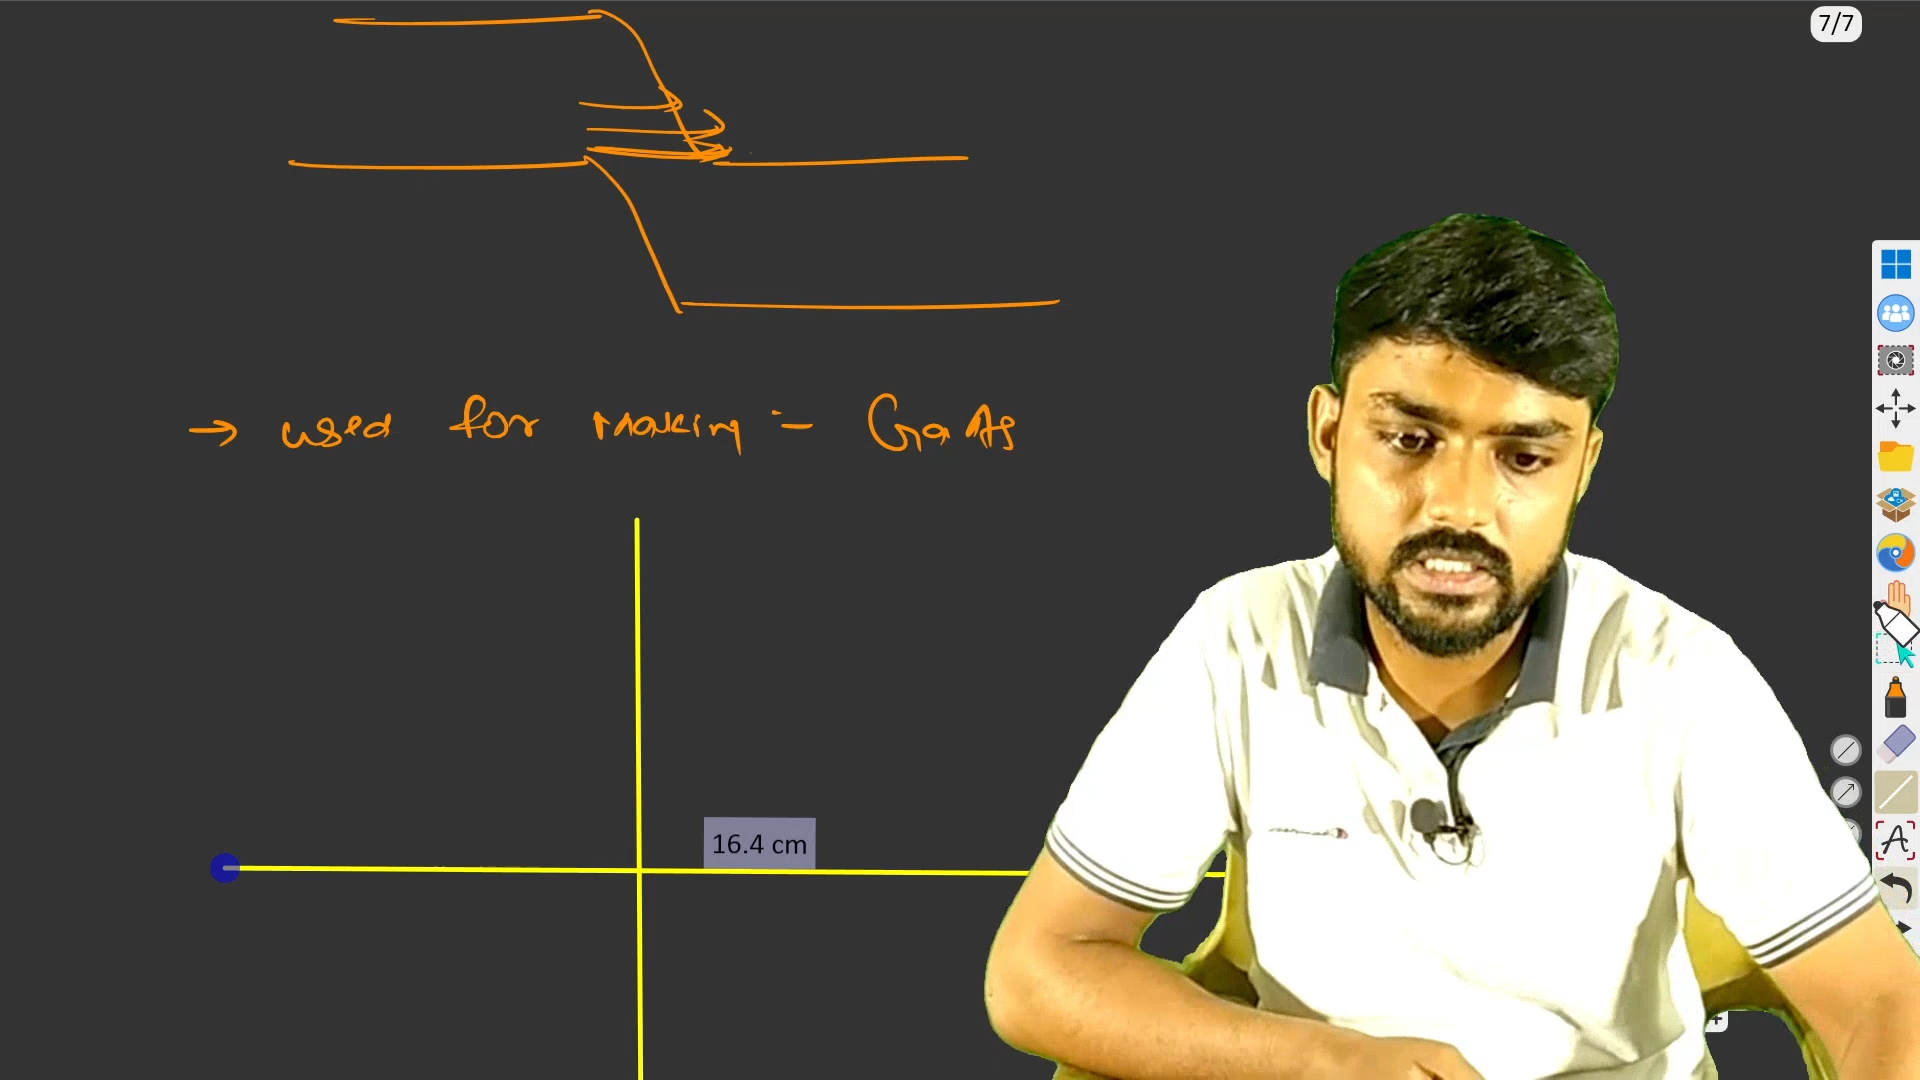 7/7
→ used for making :- GaAs
16.4 cm
A